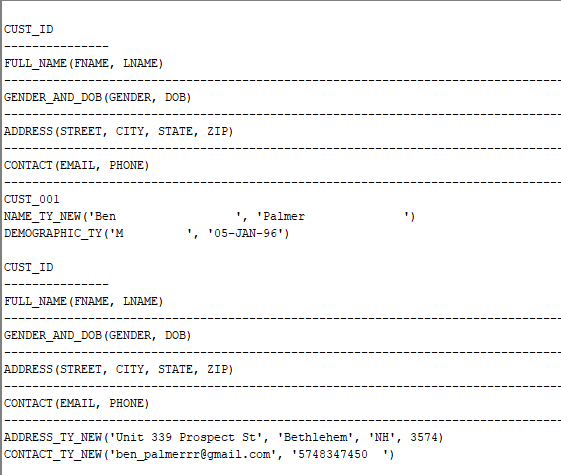 CUST_ID
---------------
FULL_NAME(FNAME, LNAME)
--------------------------------------------------------------------------------
GENDER_AND_DOB(GENDER, DOB)
--------------------------------------------------------------------------------
ADDRESS(STREET, CITY, STATE, ZIP)
--------------------------------------------------------------------------------
CONTACT(EMAIL, PHONE)
--------------------------------------------------------------------------------
CUST_001
NAME_TY_NEW('Ben                 ', 'Palmer              ')
DEMOGRAPHIC_TY('M         ', '05-JAN-96')

CUST_ID
---------------
FULL_NAME(FNAME, LNAME)
--------------------------------------------------------------------------------
GENDER_AND_DOB(GENDER, DOB)
--------------------------------------------------------------------------------
ADDRESS(STREET, CITY, STATE, ZIP)
--------------------------------------------------------------------------------
CONTACT(EMAIL, PHONE)
--------------------------------------------------------------------------------
ADDRESS_TY_NEW('Unit 339 Prospect St', 'Bethlehem', 'NH', 3574)
CONTACT_TY_NEW('ben_palmerrr@gmail.com', '5748347450  ')